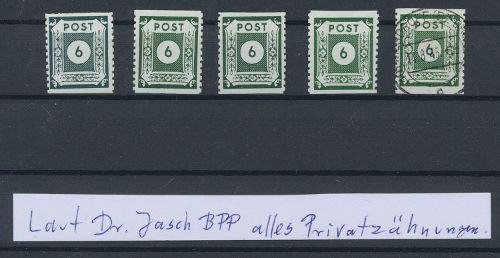 POST POST POST POST POST
6 6 6 6 6
Laut Dr. Jasch BPP alles Privatzähnungen.